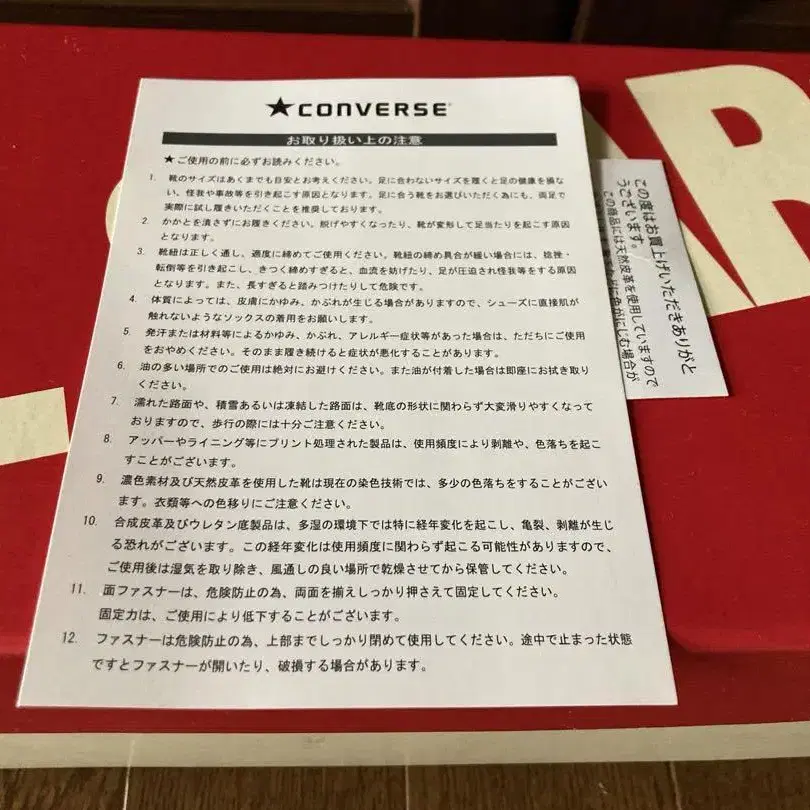 ★CONVERSE®
お取り扱い上の注意
★ご使用の前に必ずお読みください。
1. 靴のサイズはあくまでも目安とお考えください。足に合わないサイズを履くと足の健康を損な
い、怪我や事故等を引き起こす原因となります。足に合う靴をお選びいただく為にも、両足で
実際に試し履きいただくことを推奨しております。
2. かかとを潰さずにお履きください。脱げやすくなったり、靴が変形して足当たりを起こす原因
となります。
3. 靴紐は正しく通し、適度に締めてご使用ください。靴紐の締め具合が緩い場合には、捻挫・
転倒等を引き起こし、きつく締めすぎると、血流を妨げたり、足が圧迫され怪我等をする原因
となります。また、長すぎると踏みつけたりして危険です。
4. 体質によっては、皮膚にかゆみ、かぶれが生じる場合がありますので、シューズに直接肌が
触れないようなソックスの着用をお願いします。
5. 発汗または材料等によるかゆみ、かぶれ、アレルギー症状等があった場合は、ただちにご使用
をおやめください。そのまま履き続けると症状が悪化することがあります。
6. 油の多い場所でのご使用は絶対にお避けください。また油が付着した場合は即座にお拭き取り
ください。
7. 濡れた路面や、積雪あるいは凍結した路面は、靴底の形状に関わらず大変滑りやすくなって
おりますので、歩行の際には十分ご注意ください。
8. アッパーやライニング等にプリント処理された製品は、使用頻度により剥離や、色落ちを起こ
すことがございます。
9. 濃色素材及び天然皮革を使用した靴は現在の染色技術では、多少の色落ちをすることがござい
ます。衣類等への色移りにご注意ください。
10. 合成皮革及びウレタン底製品は、多湿の環境下では特に経年変化を起こし、亀裂、剥離が生じ
る恐れがございます。この経年変化は使用頻度に関わらず起こる可能性がありますので、
ご使用後は湿気を取り除き、風通しの良い場所で乾燥させてから保管してください。
11. 面ファスナーは、危険防止の為、両面を揃えしっかり押さえて固定してください。
固定力は、ご使用により低下することがございます。
12. ファスナーは危険防止の為、上部までしっかり閉めて使用してください。途中で止まった状態
ですとファスナーが開いたり、破損する場合があります。
この度はお買上げいただきありがと
うございます。
この商品には天然皮革を使用していますので
色がにじむ場合が
AR